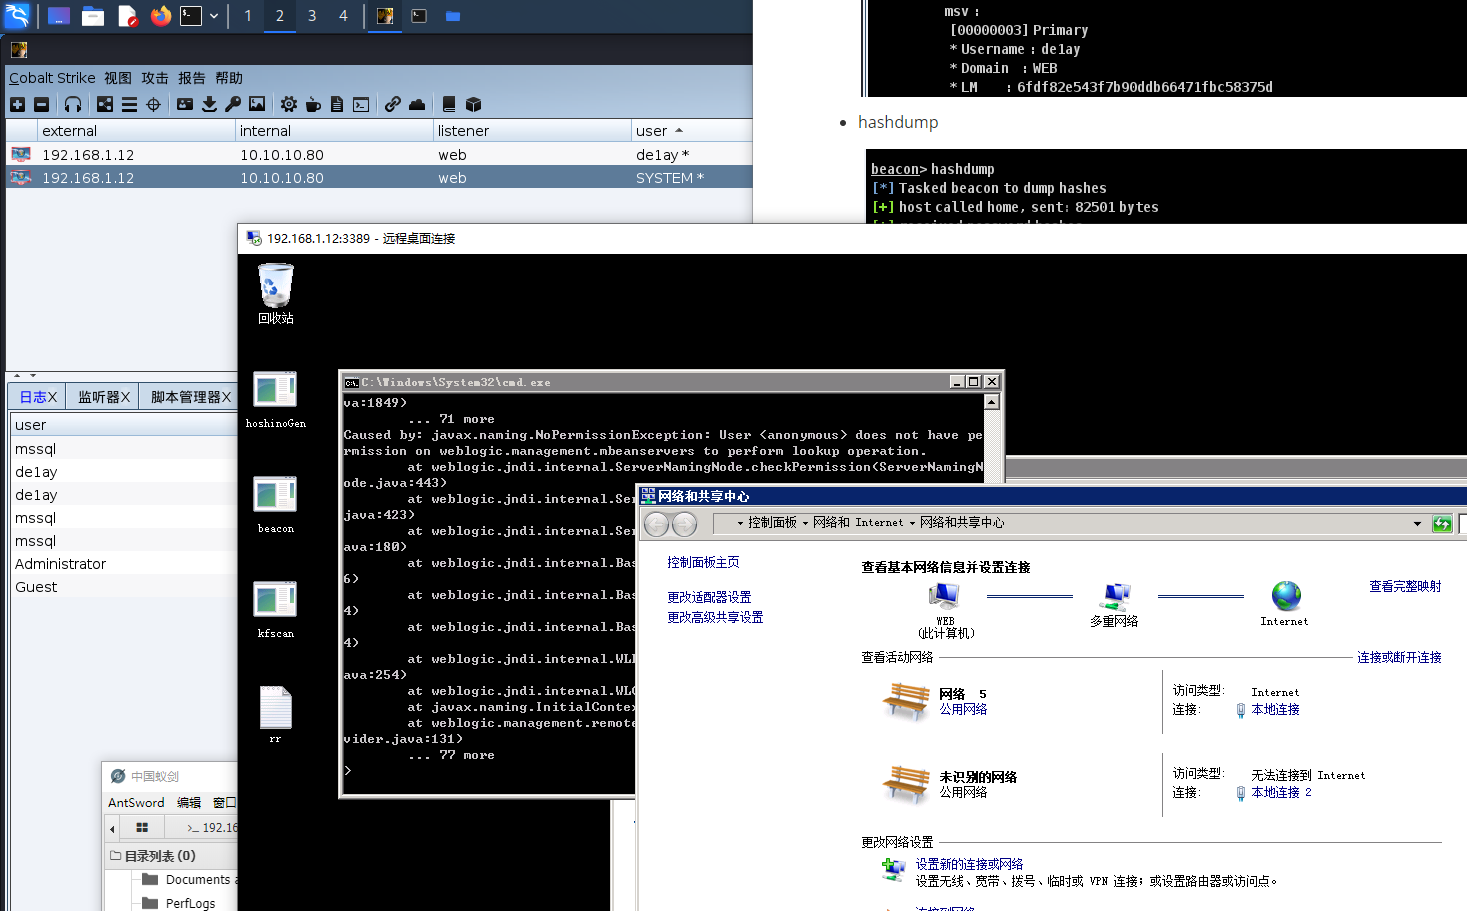 1 2 3 4
Cobalt Strike 视图 攻击 报告 帮助
external internal listener user
192.168.1.12 10.10.10.80 web de1ay *
192.168.1.12 10.10.10.80 web SYSTEM *
msv :
[00000003] Primary
* Username : de1ay
* Domain : WEB
* LM : 6fdf82e543f7b90ddb66471fbc58375d
hashdump
beacon> hashdump
[*] Tasked beacon to dump hashes
[+] host called home, sent: 82501 bytes
192.168.1.12:3389 - 远程桌面连接
回收站
hoshinoGen
beacon
kfscan
rr
日志X 监听器X 脚本管理器X
user
mssql
de1ay
de1ay
mssql
mssql
Administrator
Guest
中国蚁剑
AntSword 编辑 窗口
>_ 192.16
目录列表 (0)
Documents a
PerfLogs
C:\Windows\System32\cmd.exe
va:1849)
... 71 more
Caused by: javax.naming.NoPermissionException: User <anonymous> does not have pe
rmission on weblogic.management.mbeanservers to perform lookup operation.
at weblogic.jndi.internal.ServerNamingNode.checkPermission(ServerNamingN
ode.java:443)
at weblogic.jndi.internal.Ser
java:423)
at weblogic.jndi.internal.Ser
ava:180)
at weblogic.jndi.internal.Bas
6)
at weblogic.jndi.internal.Bas
4)
at weblogic.jndi.internal.Bas
4)
at weblogic.jndi.internal.WLE
ava:254)
at weblogic.jndi.internal.WLC
at javax.naming.InitialConte
at weblogic.management.remote
vider.java:131)
... 77 more
>
网络和共享中心
控制面板 网络和 Internet 网络和共享中心
控制面板主页
更改适配器设置
更改高级共享设置
查看基本网络信息并设置连接
查看完整映射
WEB
(此计算机)
多重网络
Internet
查看活动网络 连接或断开连接
网络 5
公用网络
访问类型: Internet
连接: 本地连接
未识别的网络
公用网络
访问类型: 无法连接到 Internet
连接: 本地连接 2
更改网络设置
设置新的连接或网络
设置无线、宽带、拨号、临时或 VPN 连接；或设置路由器或访问点。